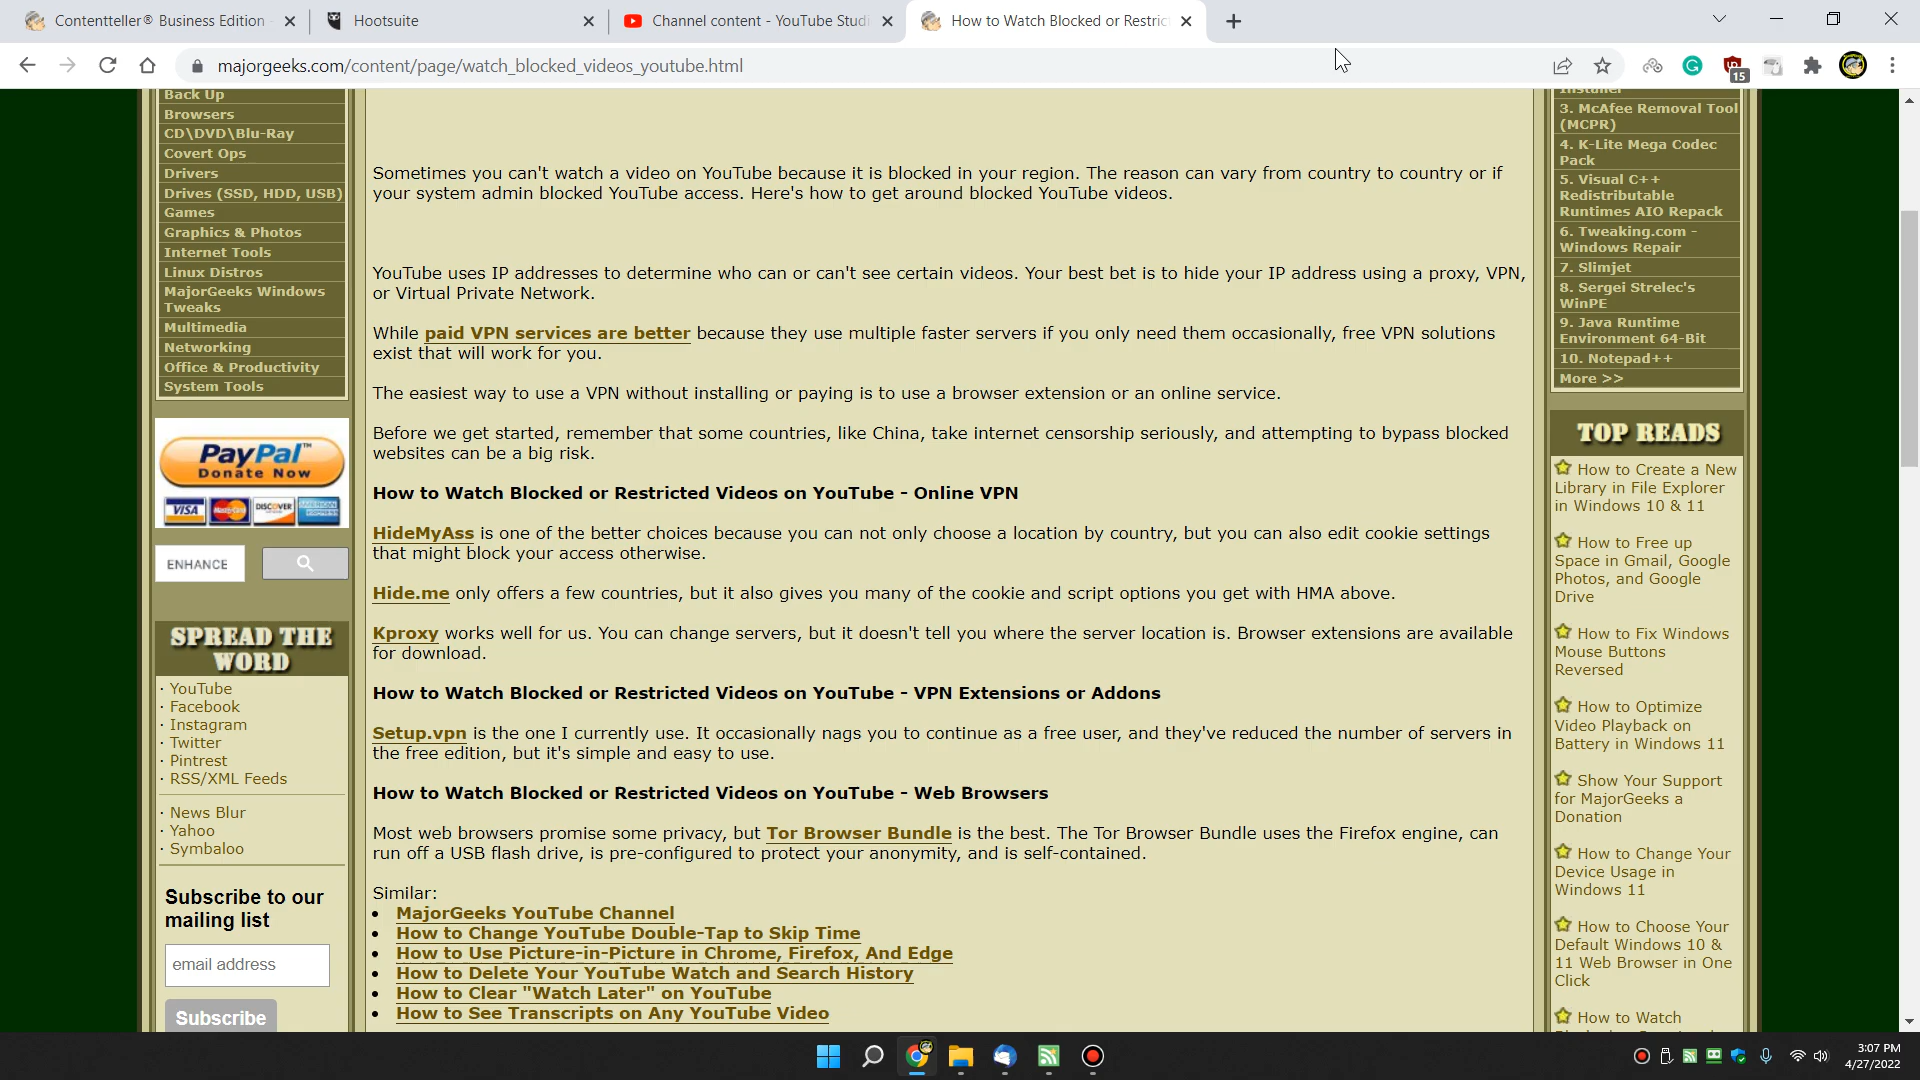 Contentteller® Business Edition
Hootsuite
Channel content - YouTube Studi
How to Watch Blocked or Restric
majorgeeks.com/content/page/watch_blocked_videos_youtube.html
15
Back Up
Browsers
CD\DVD\Blu-Ray
Covert Ops
Drivers
Drives (SSD, HDD, USB)
Games
Graphics & Photos
Internet Tools
Linux Distros
MajorGeeks Windows
Tweaks
Multimedia
Networking
Office & Productivity
System Tools
PayPal™
Donate Now
VISA MasterCard DISCOVER AMERICAN EXPRESS
ENHANCE
SPREAD THE
WORD
· YouTube
· Facebook
· Instagram
· Twitter
· Pintrest
· RSS/XML Feeds
· News Blur
· Yahoo
· Symbaloo
Subscribe to our
mailing list
email address
Subscribe
Sometimes you can't watch a video on YouTube because it is blocked in your region. The reason can vary from country to country or if
your system admin blocked YouTube access. Here's how to get around blocked YouTube videos.
YouTube uses IP addresses to determine who can or can't see certain videos. Your best bet is to hide your IP address using a proxy, VPN,
or Virtual Private Network.
While paid VPN services are better because they use multiple faster servers if you only need them occasionally, free VPN solutions
exist that will work for you.
The easiest way to use a VPN without installing or paying is to use a browser extension or an online service.
Before we get started, remember that some countries, like China, take internet censorship seriously, and attempting to bypass blocked
websites can be a big risk.
How to Watch Blocked or Restricted Videos on YouTube - Online VPN
HideMyAss is one of the better choices because you can not only choose a location by country, but you can also edit cookie settings
that might block your access otherwise.
Hide.me only offers a few countries, but it also gives you many of the cookie and script options you get with HMA above.
Kproxy works well for us. You can change servers, but it doesn't tell you where the server location is. Browser extensions are available
for download.
How to Watch Blocked or Restricted Videos on YouTube - VPN Extensions or Addons
Setup.vpn is the one I currently use. It occasionally nags you to continue as a free user, and they've reduced the number of servers in
the free edition, but it's simple and easy to use.
How to Watch Blocked or Restricted Videos on YouTube - Web Browsers
Most web browsers promise some privacy, but Tor Browser Bundle is the best. The Tor Browser Bundle uses the Firefox engine, can
run off a USB flash drive, is pre-configured to protect your anonymity, and is self-contained.
Similar:
• MajorGeeks YouTube Channel
• How to Change YouTube Double-Tap to Skip Time
• How to Use Picture-in-Picture in Chrome, Firefox, And Edge
• How to Delete Your YouTube Watch and Search History
• How to Clear "Watch Later" on YouTube
• How to See Transcripts on Any YouTube Video
Installer
3. McAfee Removal Tool
(MCPR)
4. K-Lite Mega Codec
Pack
5. Visual C++
Redistributable
Runtimes AIO Repack
6. Tweaking.com -
Windows Repair
7. Slimjet
8. Sergei Strelec's
WinPE
9. Java Runtime
Environment 64-Bit
10. Notepad++
More >>
TOP READS
How to Create a New
Library in File Explorer
in Windows 10 & 11
How to Free up
Space in Gmail, Google
Photos, and Google
Drive
How to Fix Windows
Mouse Buttons
Reversed
How to Optimize
Video Playback on
Battery in Windows 11
Show Your Support
for MajorGeeks a
Donation
How to Change Your
Device Usage in
Windows 11
How to Choose Your
Default Windows 10 &
11 Web Browser in One
Click
How to Watch
3:07 PM
4/27/2022